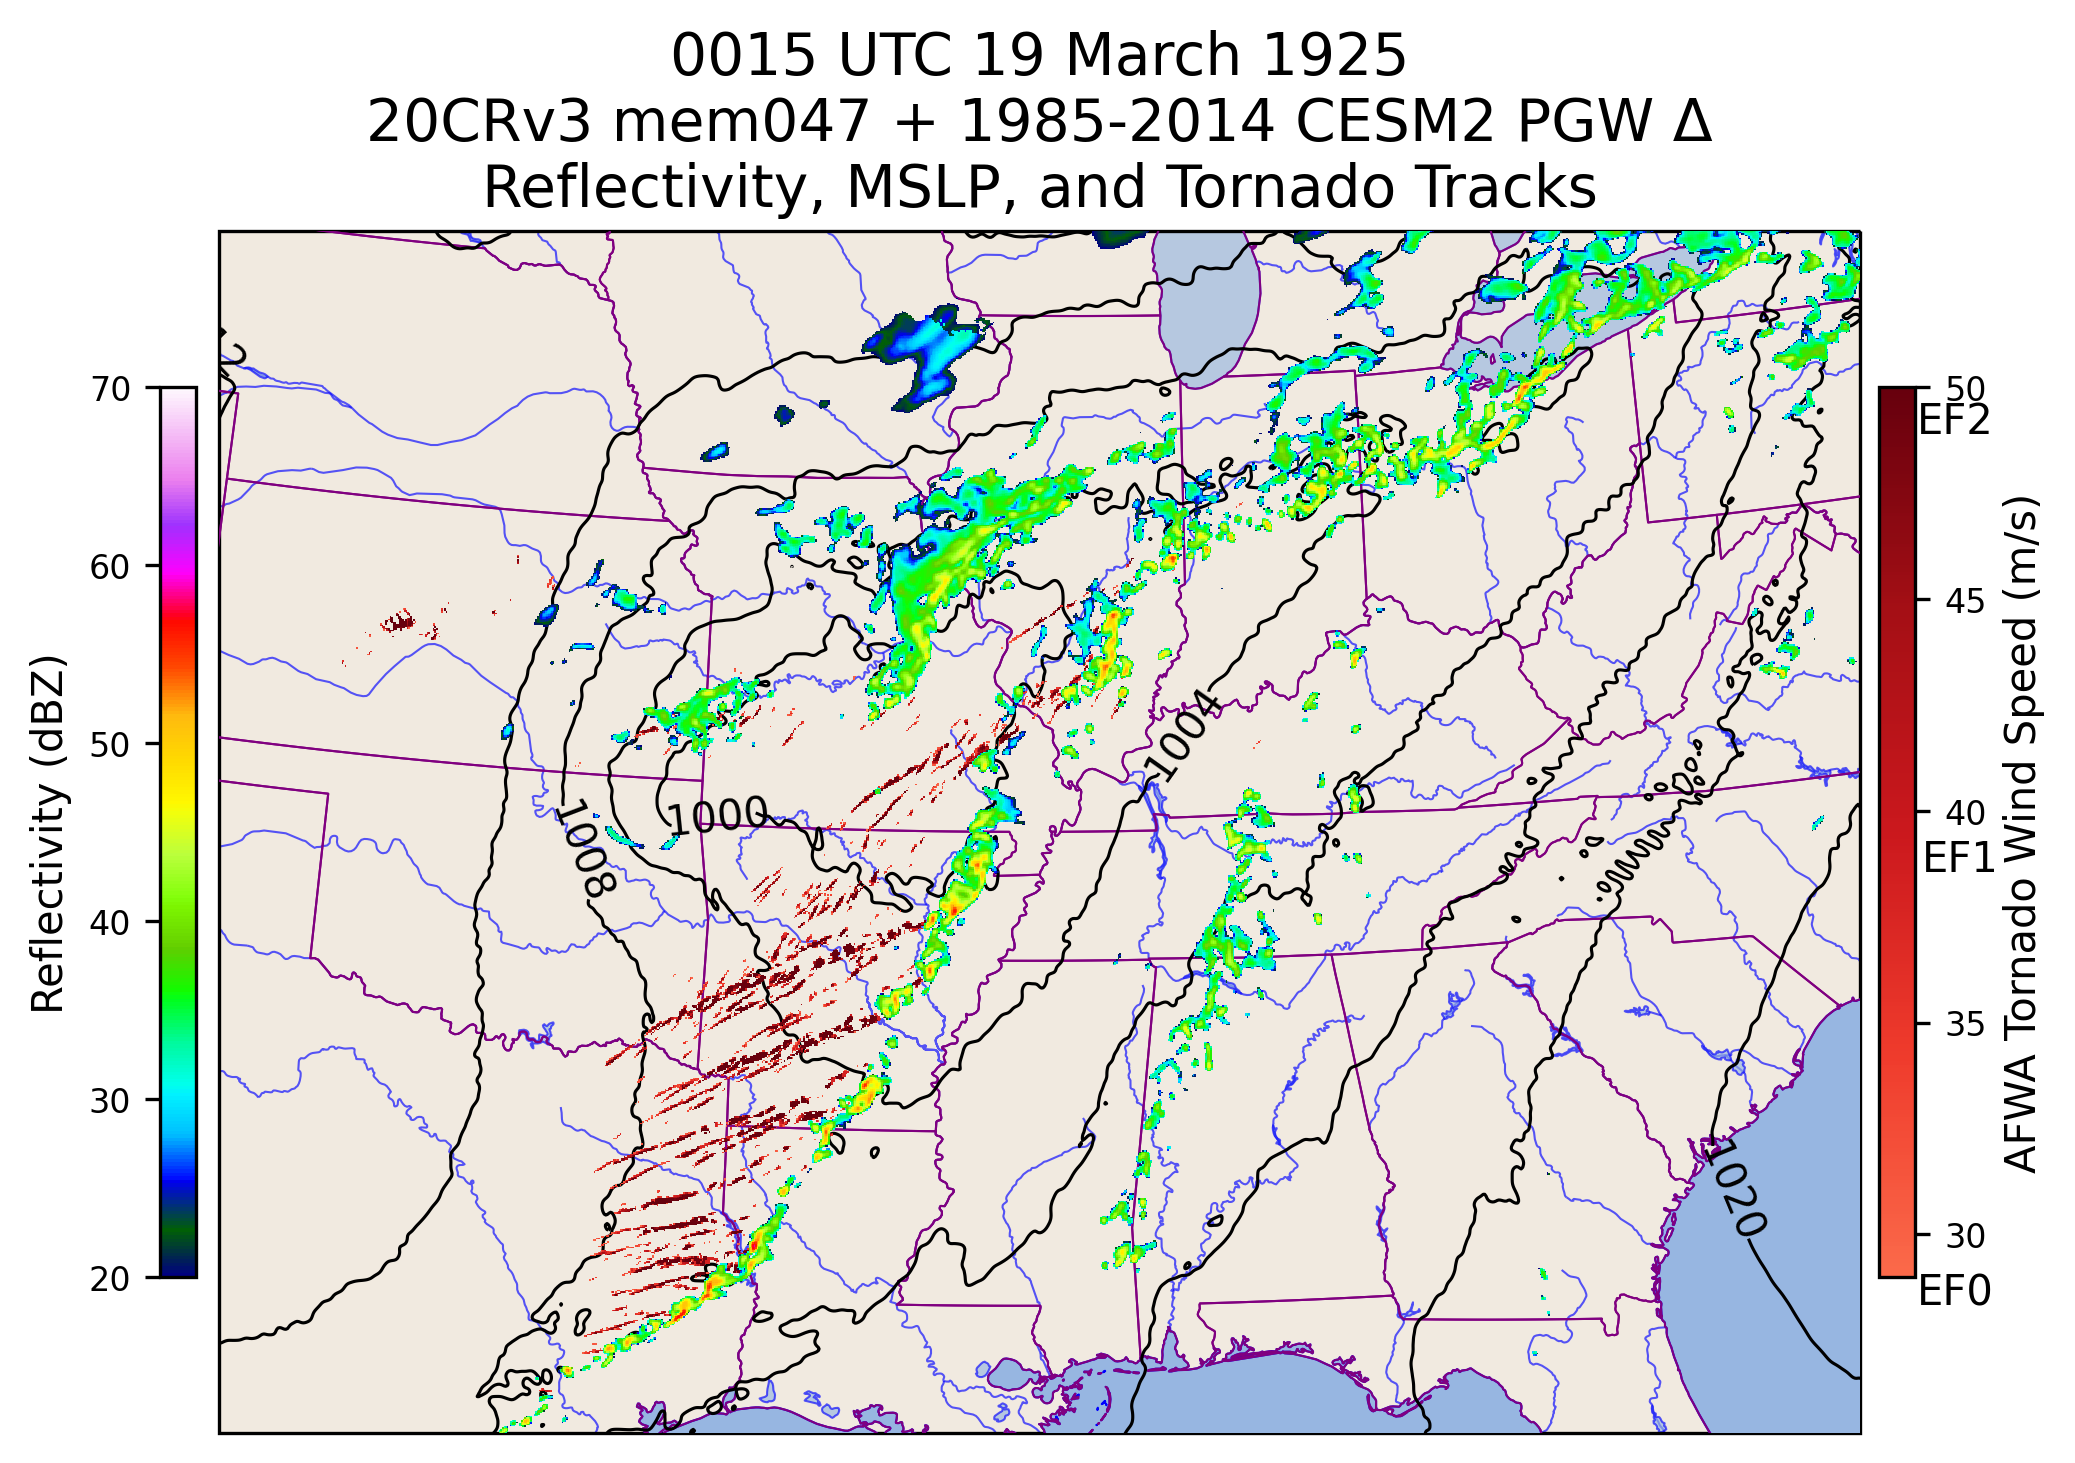 0015 UTC 19 March 1925
20CRv3 mem047 + 1985-2014 CESM2 PGW Δ
Reflectivity, MSLP, and Tornado Tracks
70
60
50
40
30
20
Reflectivity (dBZ)
1008
1000
1004
1020
50
EF2
45
40
EF1
35
30
EF0
AFWA Tornado Wind Speed (m/s)